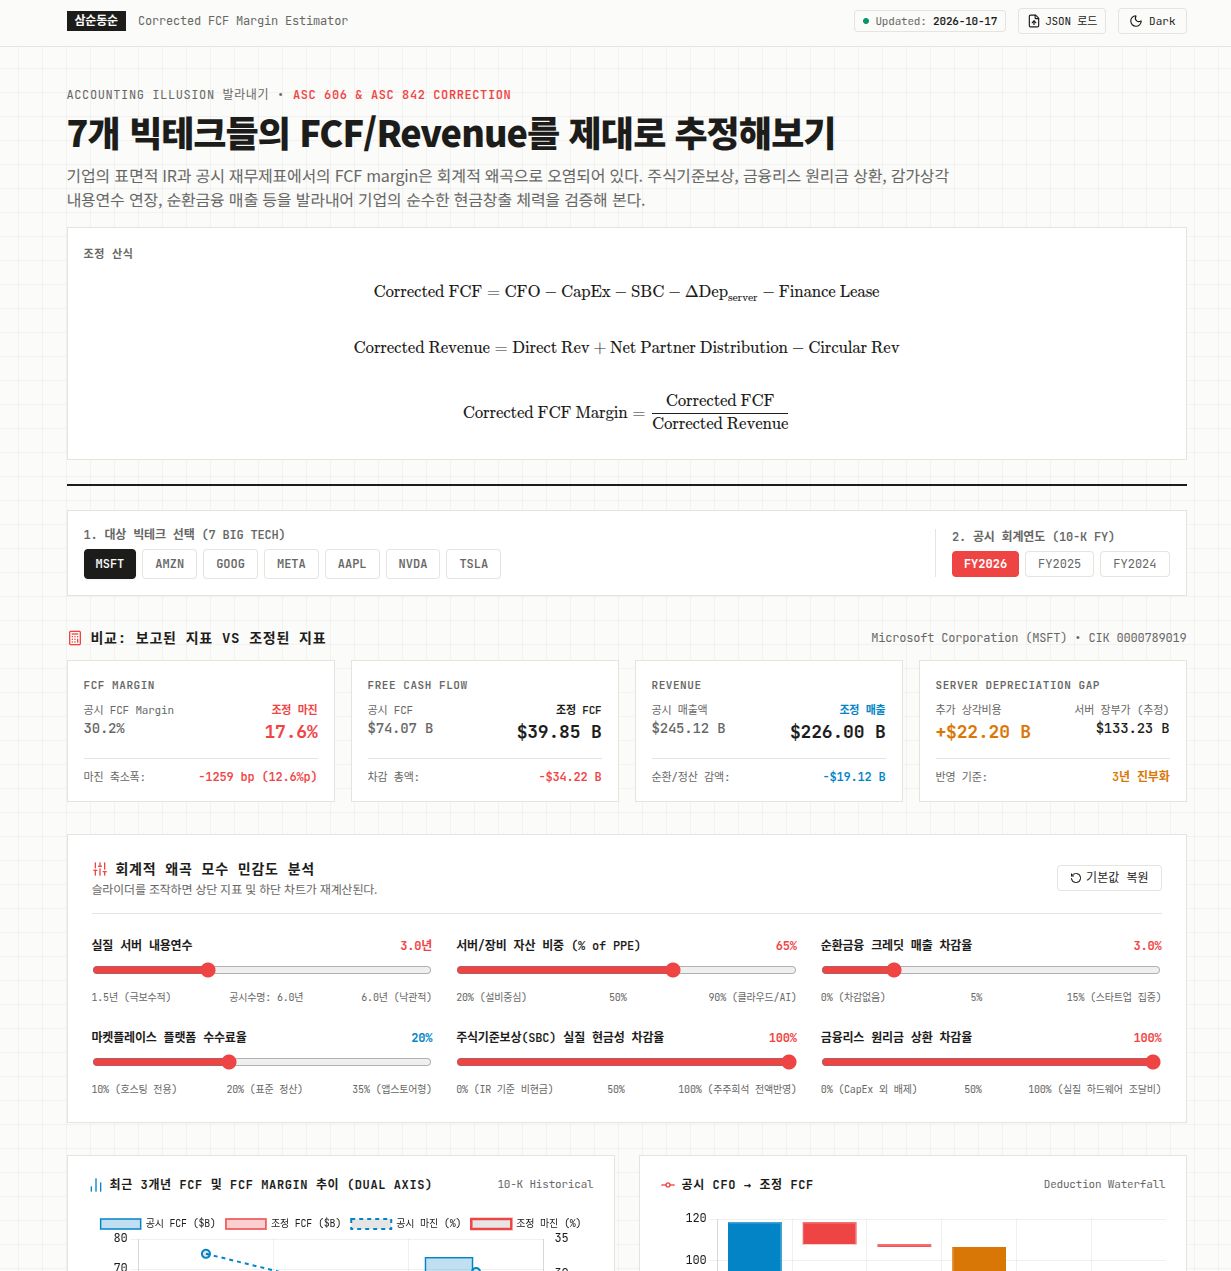 삼순동순 Corrected FCF Margin Estimator Updated: 2026-10-17 JSON 로드 Dark
ACCOUNTING ILLUSION 발라내기 • ASC 606 & ASC 842 CORRECTION
7개 빅테크들의 FCF/Revenue를 제대로 추정해보기
기업의 표면적 IR과 공시 재무제표에서의 FCF margin은 회계적 왜곡으로 오염되어 있다. 주식기준보상, 금융리스 원리금 상환, 감가상각
내용연수 연장, 순환금융 매출 등을 발라내어 기업의 순수한 현금창출 체력을 검증해 본다.
조정 산식
Corrected FCF = CFO − CapEx − SBC − ΔDep_server − Finance Lease
Corrected Revenue = Direct Rev + Net Partner Distribution − Circular Rev
Corrected FCF Margin = Corrected FCF
Corrected Revenue
1. 대상 빅테크 선택 (7 BIG TECH)
MSFT AMZN GOOG META AAPL NVDA TSLA
2. 공시 회계연도 (10-K FY)
FY2026 FY2025 FY2024
비교: 보고된 지표 VS 조정된 지표 Microsoft Corporation (MSFT) • CIK 0000789019
FCF MARGIN
공시 FCF Margin 조정 마진
30.2% 17.6%
마진 축소폭: -1259 bp (12.6%p)
FREE CASH FLOW
공시 FCF 조정 FCF
$74.07 B $39.85 B
차감 총액: -$34.22 B
REVENUE
공시 매출액 조정 매출
$245.12 B $226.00 B
순환/정산 감액: -$19.12 B
SERVER DEPRECIATION GAP
추가 상각비용 서버 장부가 (추정)
+$22.20 B $133.23 B
반영 기준: 3년 진부화
회계적 왜곡 모수 민감도 분석
슬라이더를 조작하면 상단 지표 및 하단 차트가 재계산된다.
기본값 복원
실질 서버 내용연수 3.0년
1.5년 (극보수적) 공시수명: 6.0년 6.0년 (낙관적)
서버/장비 자산 비중 (% of PPE) 65%
20% (설비중심) 50% 90% (클라우드/AI)
순환금융 크레딧 매출 차감율 3.0%
0% (차감없음) 5% 15% (스타트업 집중)
마켓플레이스 플랫폼 수수료율 20%
10% (호스팅 전용) 20% (표준 정산) 35% (앱스토어형)
주식기준보상(SBC) 실질 현금성 차감율 100%
0% (IR 기준 비현금) 50% 100% (주주희석 전액반영)
금융리스 원리금 상환 차감율 100%
0% (CapEx 외 배제) 50% 100% (실질 하드웨어 조달비)
최근 3개년 FCF 및 FCF MARGIN 추이 (DUAL AXIS) 10-K Historical
공시 FCF ($B) 조정 FCF ($B) 공시 마진 (%) 조정 마진 (%)
80 35
70 30
공시 CFO → 조정 FCF Deduction Waterfall
120
100